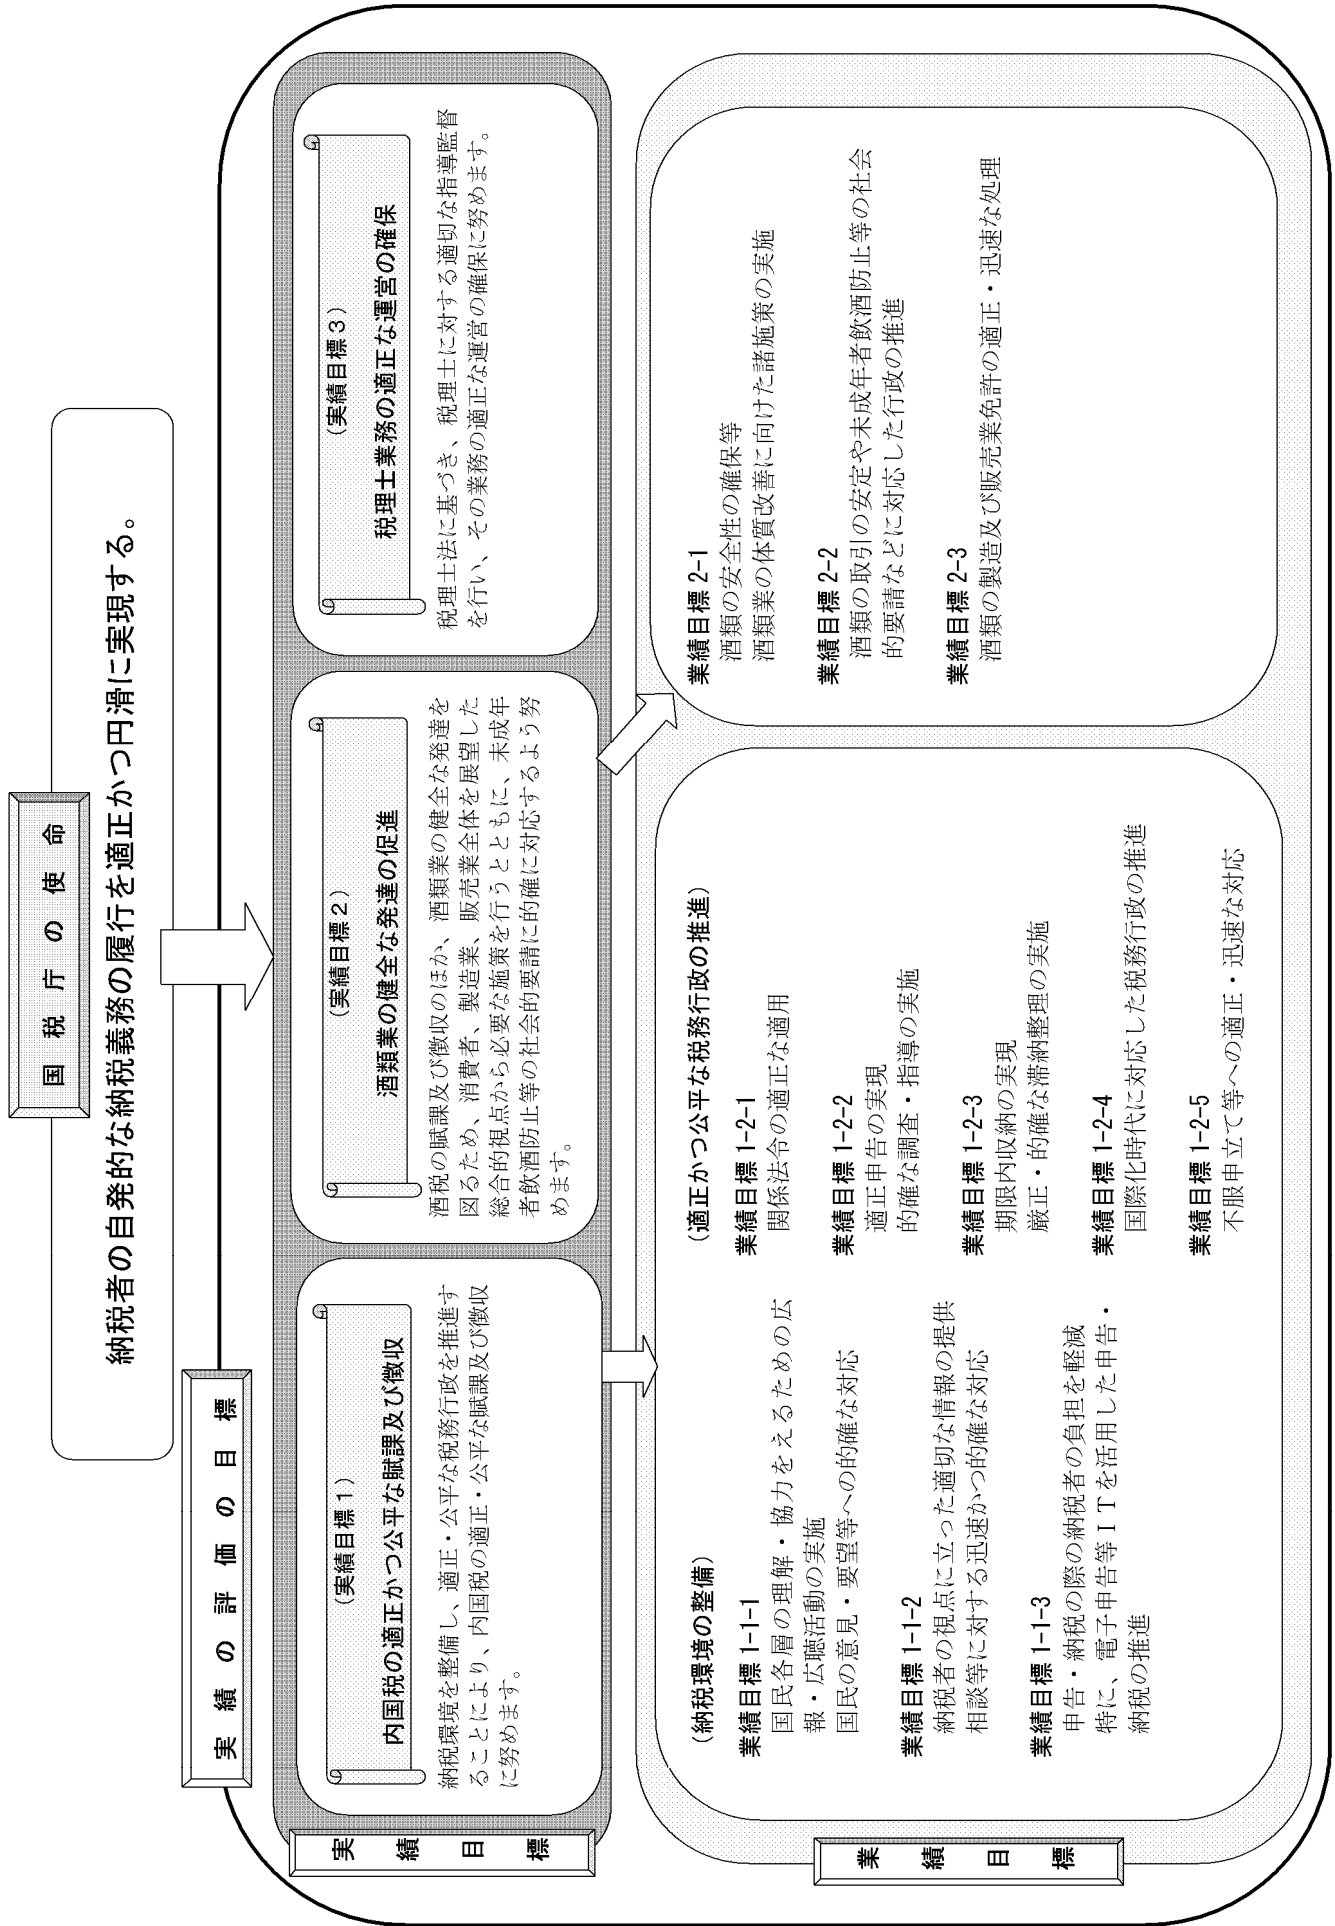 国税庁の使命
納税者の自発的な納税義務の履行を適正かつ円滑に実現する。
実績の評価の目標
実績目標
(実績目標1)
内国税の適正かつ公平な賦課及び徴収
納税環境を整備し、適正・公平な税務行政を推進す
ることにより、内国税の適正・公平な賦課及び徴収
に努めます。
(実績目標2)
酒類業の健全な発達の促進
酒税の賦課及び徴収のほか、酒類業の健全な発達を
図るため、消費者、製造業、販売業全体を展望した
総合的視点から必要な施策を行うとともに、未成年
者飲酒防止等の社会的要請に的確に対応するよう努
めます。
(実績目標3)
税理士業務の適正な運営の確保
税理士法に基づき、税理士に対する適切な指導監督
を行い、その業務の適正な運営の確保に努めます。
業績目標
(納税環境の整備)
業績目標 1-1-1
国民各層の理解・協力をえるための広
報・広聴活動の実施
国民の意見・要望等への的確な対応
業績目標 1-1-2
納税者の視点に立った適切な情報の提供
相談等に対する迅速かつ的確な対応
業績目標 1-1-3
申告・納税の際の納税者の負担を軽減
特に、電子申告等ITを活用した申告・
納税の推進
(適正かつ公平な税務行政の推進)
業績目標 1-2-1
関係法令の適正な適用
業績目標 1-2-2
適正申告の実現
的確な調査・指導の実施
業績目標 1-2-3
期限内収納の実現
厳正・的確な滞納整理の実施
業績目標 1-2-4
国際化時代に対応した税務行政の推進
業績目標 1-2-5
不服申立て等への適正・迅速な対応
業績目標 2-1
酒類の安全性の確保等
酒類業の体質改善に向けた諸施策の実施
業績目標 2-2
酒類の取引の安定や未成年者飲酒防止等の社会
的要請などに対応した行政の推進
業績目標 2-3
酒類の製造及び販売業免許の適正・迅速な処理